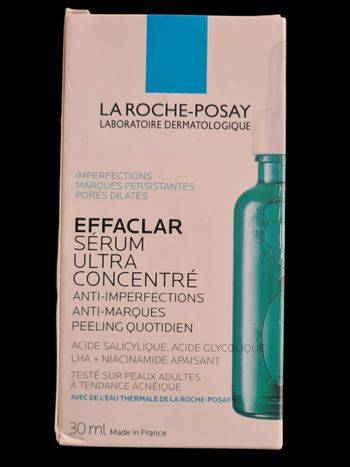 LA ROCHE-POSAY
LABORATOIRE DERMATOLOGIQUE
IMPERFECTIONS
MARQUES PERSISTANTES
PORES DILATÉS
EFFACLAR
SÉRUM
ULTRA
CONCENTRÉ
ANTI-IMPERFECTIONS
ANTI-MARQUES
PEELING QUOTIDIEN
ACIDE SALICYLIQUE, ACIDE GLYCOLIQUE,
LHA + NIACINAMIDE APAISANT
TESTÉ SUR PEAUX ADULTES
À TENDANCE ACNÉIQUE
AVEC DE L'EAU THERMALE DE LA ROCHE-POSAY
30 ml Made in France